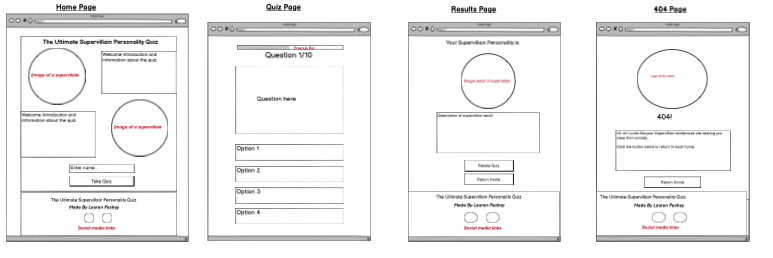 Home Page
The Ultimate Supervillain Personality Quiz
Image of a supervillain
Welcome introduction and
information about the quiz
Welcome introduction and
information about the quiz
Image of a supervillain
Enter name...
Take Quiz
The Ultimate Supervillain Personality Quiz
Made By Lauren Pachey
Social media links
Quiz Page
Progress Bar
Question 1/10
Question here
Option 1
Option 2
Option 3
Option 4
Results Page
Your Supervillain Personality is:
Image result of supervillain
Description of supervillain result
Retake Quiz
Return Home
The Ultimate Supervillain Personality Quiz
Made By Lauren Pachey
Social media links
404 Page
404!
Uh oh! Looks like your Supervillain tendencies are steering you
away from society...
Click the button below to return to back home.
Return Home
The Ultimate Supervillain Personality Quiz
Made By Lauren Pachey
Social media links